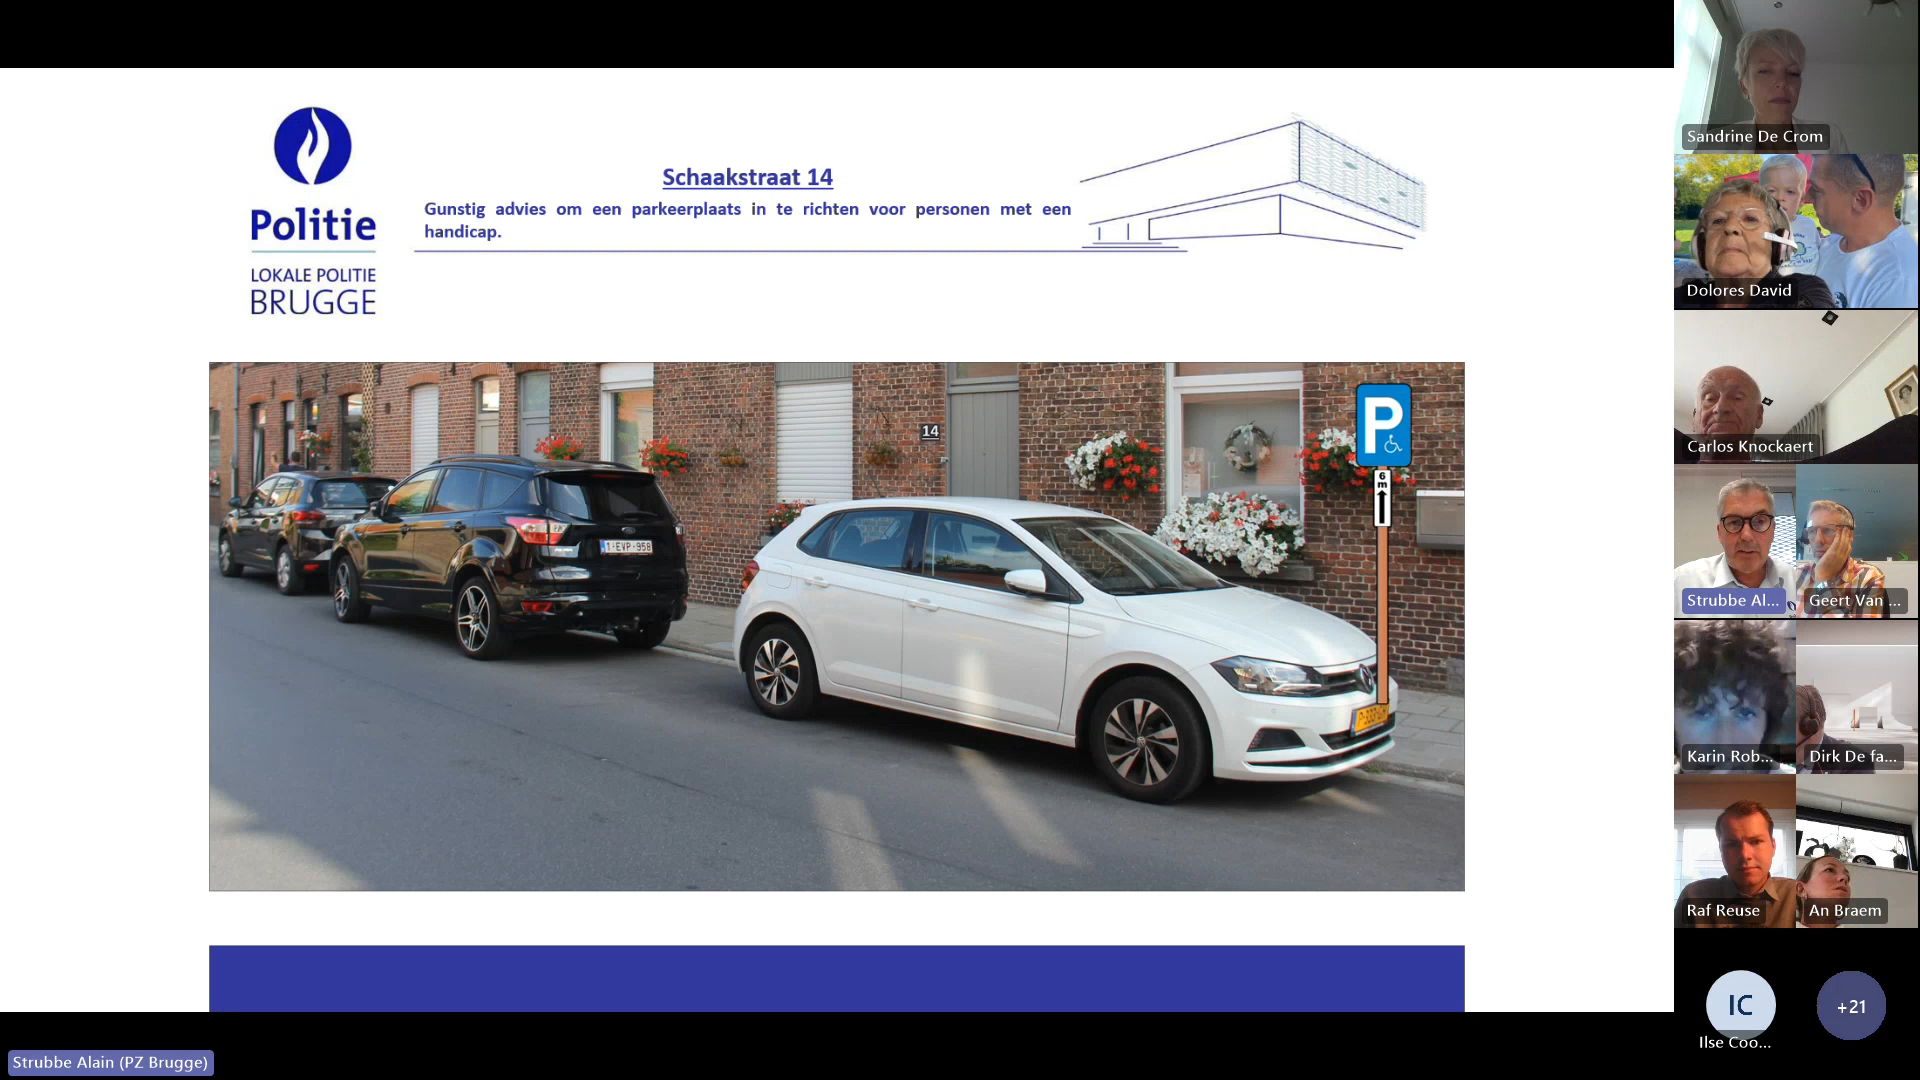 Politie
LOKALE POLITIE
BRUGGE
Schaakstraat 14
Gunstig advies om een parkeerplaats in te richten voor personen met een
handicap.
14
P
6
m
1-EVP-958
Sandrine De Crom
Dolores David
Carlos Knockaert
Strubbe Al...
Geert Van ...
Karin Rob...
Dirk De fa...
Raf Reuse
An Braem
IC
+21
Ilse Coo...
Strubbe Alain (PZ Brugge)